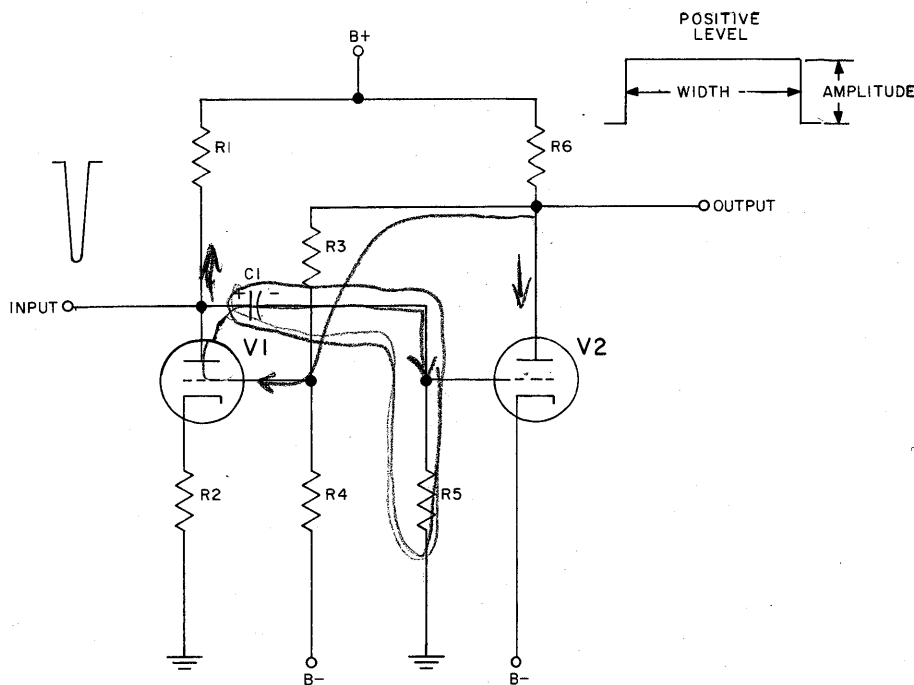 POSITIVE
LEVEL
B+
WIDTH
AMPLITUDE
R1
R6
OUTPUT
R3
C1
+
-
INPUT
V1
V2
R2
R4
R5
B-
B-